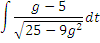 ∫ (g − 5) / √(25 − 9g²) dt